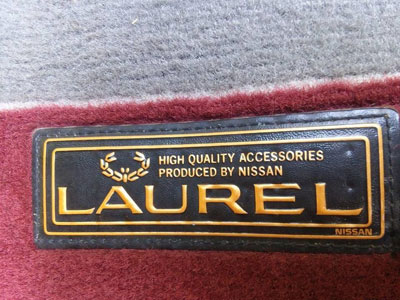 HIGH QUALITY ACCESSORIES
PRODUCED BY NISSAN
LAUREL
NISSAN